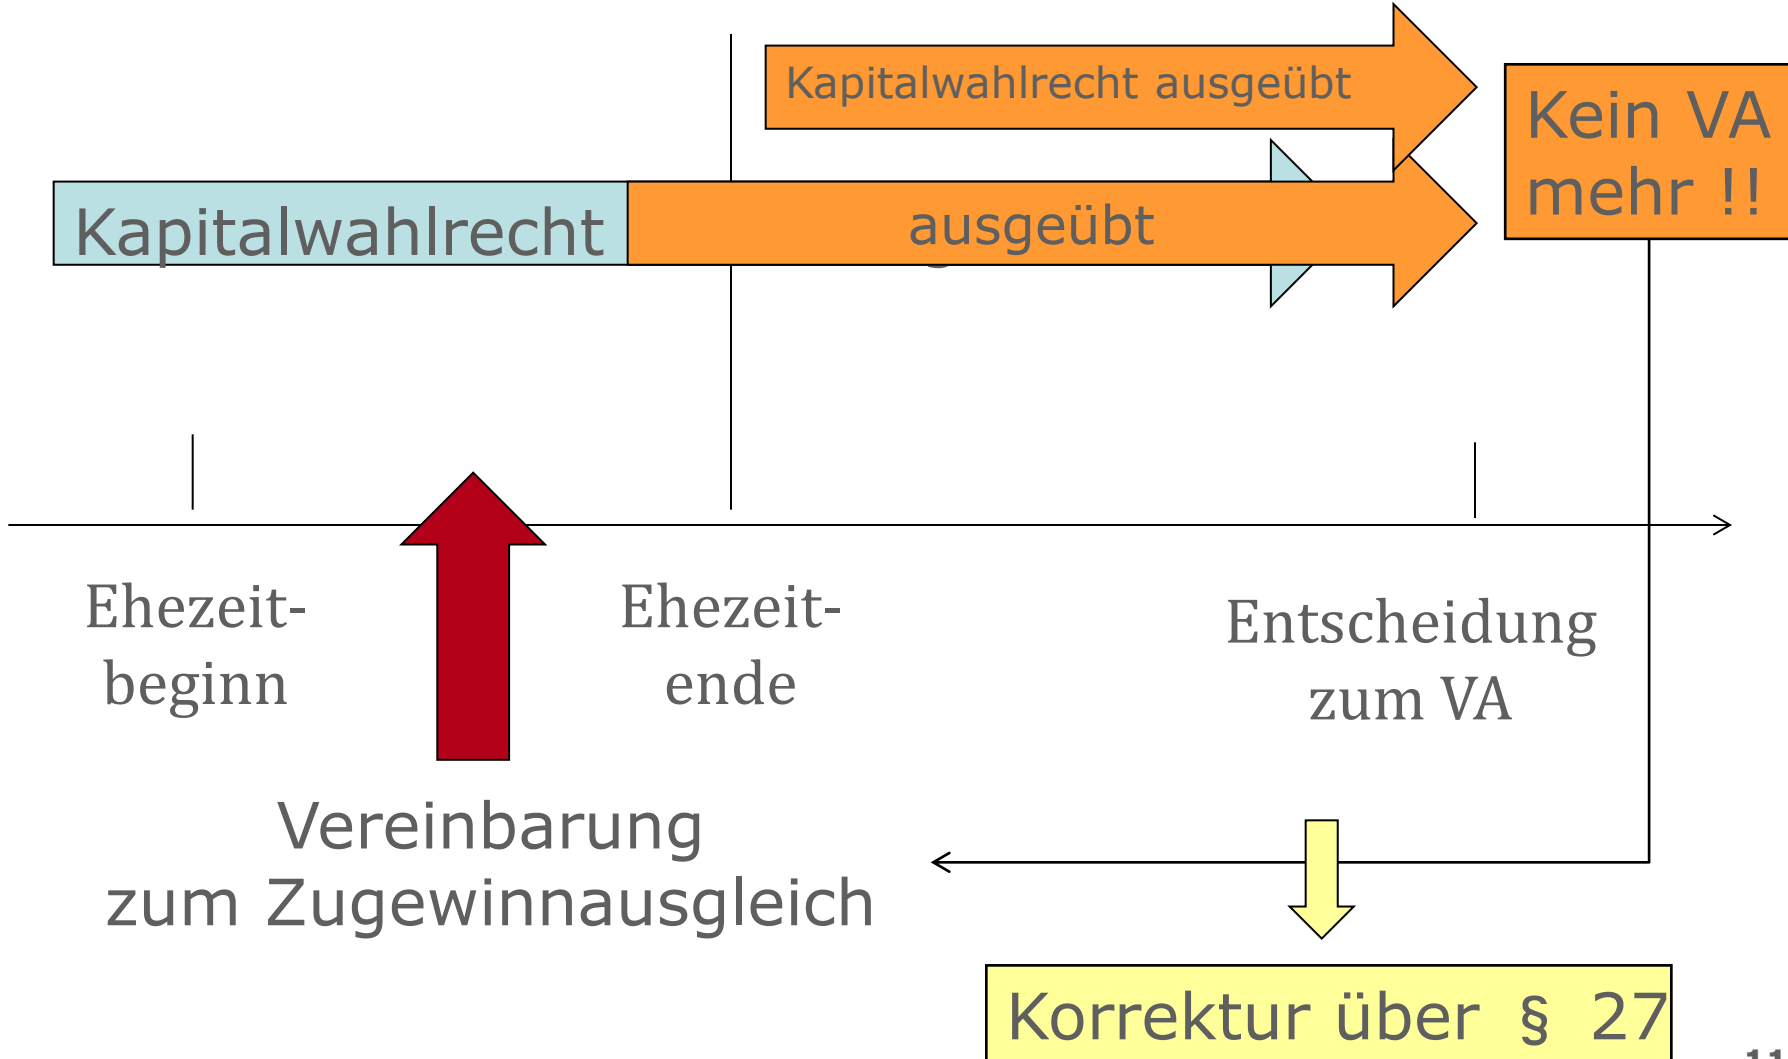 Kapitalwahlrecht ausgeübt
Kein VA
mehr !!
Kapitalwahlrecht
ausgeübt
Ehezeit-
beginn
Ehezeit-
ende
Entscheidung
zum VA
Vereinbarung
zum Zugewinnausgleich
Korrektur über § 27